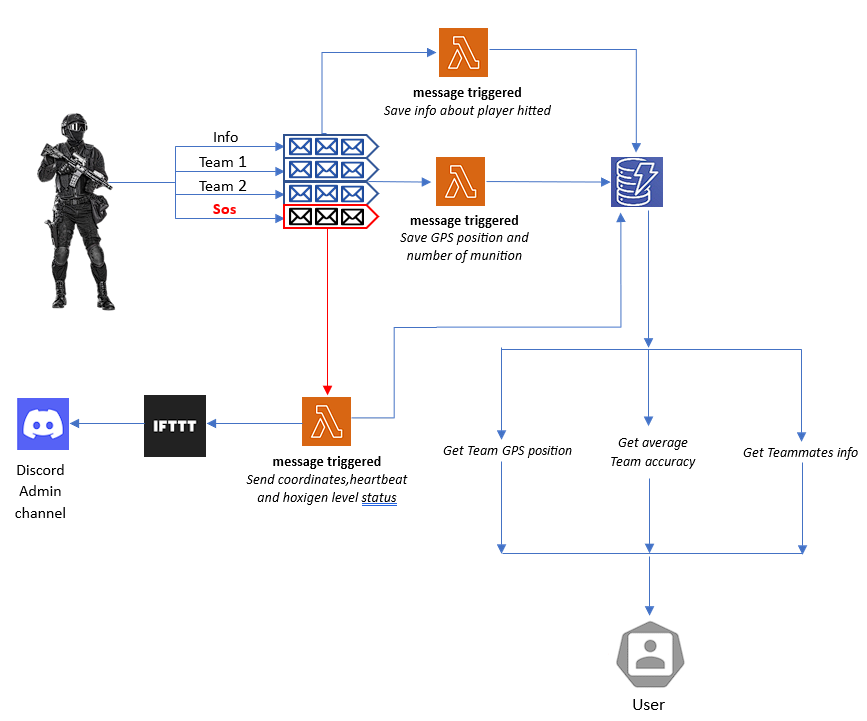 message triggered
Save info about player hitted
Info
Team 1
Team 2
Sos
message triggered
Save GPS position and
number of munition
IFTTT
Discord
Admin
channel
message triggered
Send coordinates,heartbeat
and hoxigen level status
Get Team GPS position
Get average
Team accuracy
Get Teammates info
User